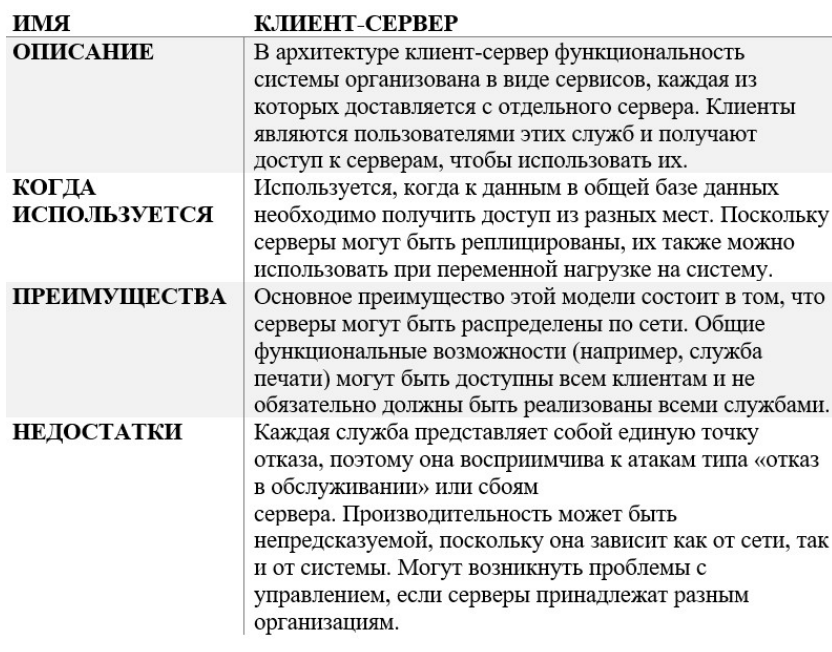 ИМЯ КЛИЕНТ-СЕРВЕР
ОПИСАНИЕ В архитектуре клиент-сервер функциональность
системы организована в виде сервисов, каждая из
которых доставляется с отдельного сервера. Клиенты
являются пользователями этих служб и получают
доступ к серверам, чтобы использовать их.
КОГДА Используется, когда к данным в общей базе данных
ИСПОЛЬЗУЕТСЯ необходимо получить доступ из разных мест. Поскольку
серверы могут быть реплицированы, их также можно
использовать при переменной нагрузке на систему.
ПРЕИМУЩЕСТВА Основное преимущество этой модели состоит в том, что
серверы могут быть распределены по сети. Общие
функциональные возможности (например, служба
печати) могут быть доступны всем клиентам и не
обязательно должны быть реализованы всеми службами.
НЕДОСТАТКИ Каждая служба представляет собой единую точку
отказа, поэтому она восприимчива к атакам типа «отказ
в обслуживании» или сбоям
сервера. Производительность может быть
непредсказуемой, поскольку она зависит как от сети, так
и от системы. Могут возникнуть проблемы с
управлением, если серверы принадлежат разным
организациям.